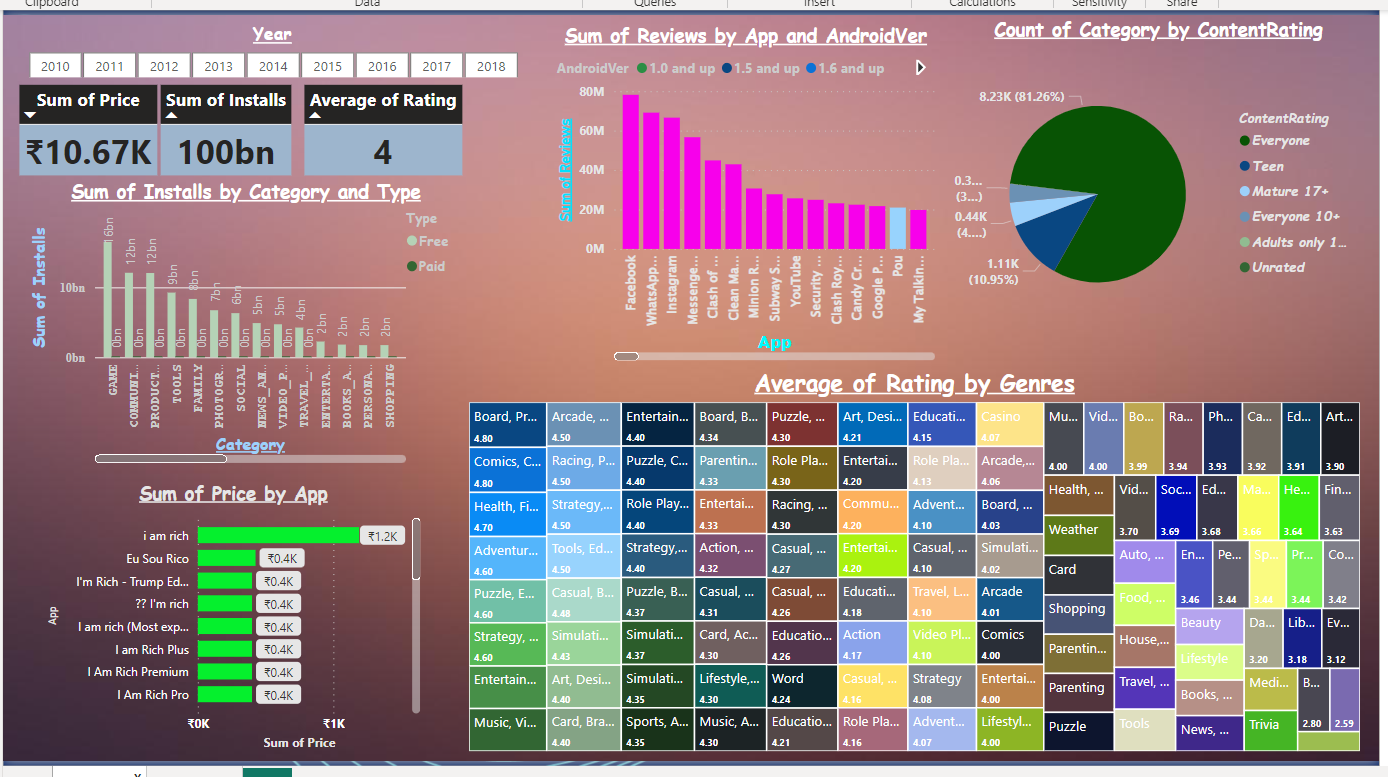 Clipboard
Data
Queries
Insert
Calculations
Sensitivity
Share
Year
2010 2011 2012 2013 2014 2015 2016 2017 2018
Sum of Price
₹10.67K
Sum of Installs
100bn
Average of Rating
4
Sum of Installs by Category and Type
Type
Free
Paid
Sum of Installs
10bn
0bn
16bn 12bn 12bn 9bn 8bn 7bn 6bn 5bn 5bn 4bn 2bn 2bn 2bn 2bn
0bn 0bn 0bn 0bn 0bn 0bn 0bn 0bn 0bn 0bn
GAME
COMMUNI...
PRODUCT...
TOOLS
FAMILY
PHOTOGR...
SOCIAL
NEWS_AN...
VIDEO_P...
TRAVEL_...
ENTERTA...
BOOKS_A...
PERSONA...
SHOPPING
Category
Sum of Price by App
App
i am rich ₹1.2K
Eu Sou Rico ₹0.4K
I'm Rich - Trump Ed... ₹0.4K
?? I'm rich ₹0.4K
I am rich (Most exp... ₹0.4K
I am Rich Plus ₹0.4K
I Am Rich Premium ₹0.4K
I Am Rich Pro ₹0.4K
₹0K ₹1K
Sum of Price
Sum of Reviews by App and AndroidVer
AndroidVer 1.0 and up 1.5 and up 1.6 and up
Sum of Reviews
80M
60M
40M
20M
0M
Facebook
WhatsApp...
Instagram
Messenge...
Clash of ...
Clean Ma...
Minion R...
Subway S...
YouTube
Security ...
Clash Roy...
Candy Cr...
Google P...
Pou
My Talkin...
App
Count of Category by ContentRating
8.23K (81.26%)
0.3...
(3...)
0.44K
(4....)
1.11K
(10.95%)
ContentRating
Everyone
Teen
Mature 17+
Everyone 10+
Adults only 1...
Unrated
Average of Rating by Genres
Board, Pr... 4.80
Comics, C... 4.80
Health, Fi... 4.70
Adventur... 4.60
Puzzle, E... 4.60
Strategy, ... 4.60
Entertain...
Music, Vi...
Arcade, ... 4.50
Racing, P... 4.50
Strategy,... 4.50
Tools, Ed... 4.50
Casual, B... 4.48
Simulati... 4.43
Art, Desi... 4.40
Card, Bra... 4.40
Entertain... 4.40
Puzzle, C... 4.40
Role Play... 4.40
Strategy,... 4.40
Puzzle, B... 4.37
Simulati... 4.37
Simulati... 4.35
Sports, A... 4.35
Board, B... 4.34
Parentin... 4.33
Entertai... 4.33
Action, ... 4.32
Casual, ... 4.31
Card, Ac... 4.30
Lifestyle,... 4.30
Music, A... 4.30
Puzzle, ... 4.30
Role Pla... 4.30
Racing, ... 4.30
Casual, ... 4.27
Casual, ... 4.26
Educatio... 4.26
Word 4.24
Educatio... 4.21
Art, Desi... 4.21
Entertai... 4.20
Commu... 4.20
Entertai... 4.20
Educati... 4.18
Action 4.17
Casual, ... 4.16
Role Pla... 4.16
Educati... 4.15
Role Pla... 4.13
Advent... 4.10
Casual, ... 4.10
Travel, L... 4.10
Video Pl... 4.10
Strategy 4.08
Advent... 4.07
Casino 4.07
Arcade,... 4.06
Board, ... 4.03
Simulati... 4.02
Arcade 4.01
Comics 4.00
Entertai... 4.00
Lifestyl... 4.00
Mu... 4.00
Vid... 4.00
Bo... 3.99
Ra... 3.94
Ph... 3.93
Ca... 3.92
Ed... 3.91
Art... 3.90
Health, ...
Weather
Card
Shopping
Parentin...
Parenting
Puzzle
Vid... 3.70
Soc... 3.69
Ed... 3.68
Ma...
He... 3.64
Fin... 3.63
Auto, ...
Food, ...
House,...
Travel, ...
Tools
En... 3.46
Pe... 3.44
Sp... 3.44
Pr... 3.44
Co... 3.42
Beauty
Lifestyle
Books, ...
News, ...
Da... 3.20
Lib... 3.18
Ev... 3.12
Medi...
Trivia
B... 2.80
2.59